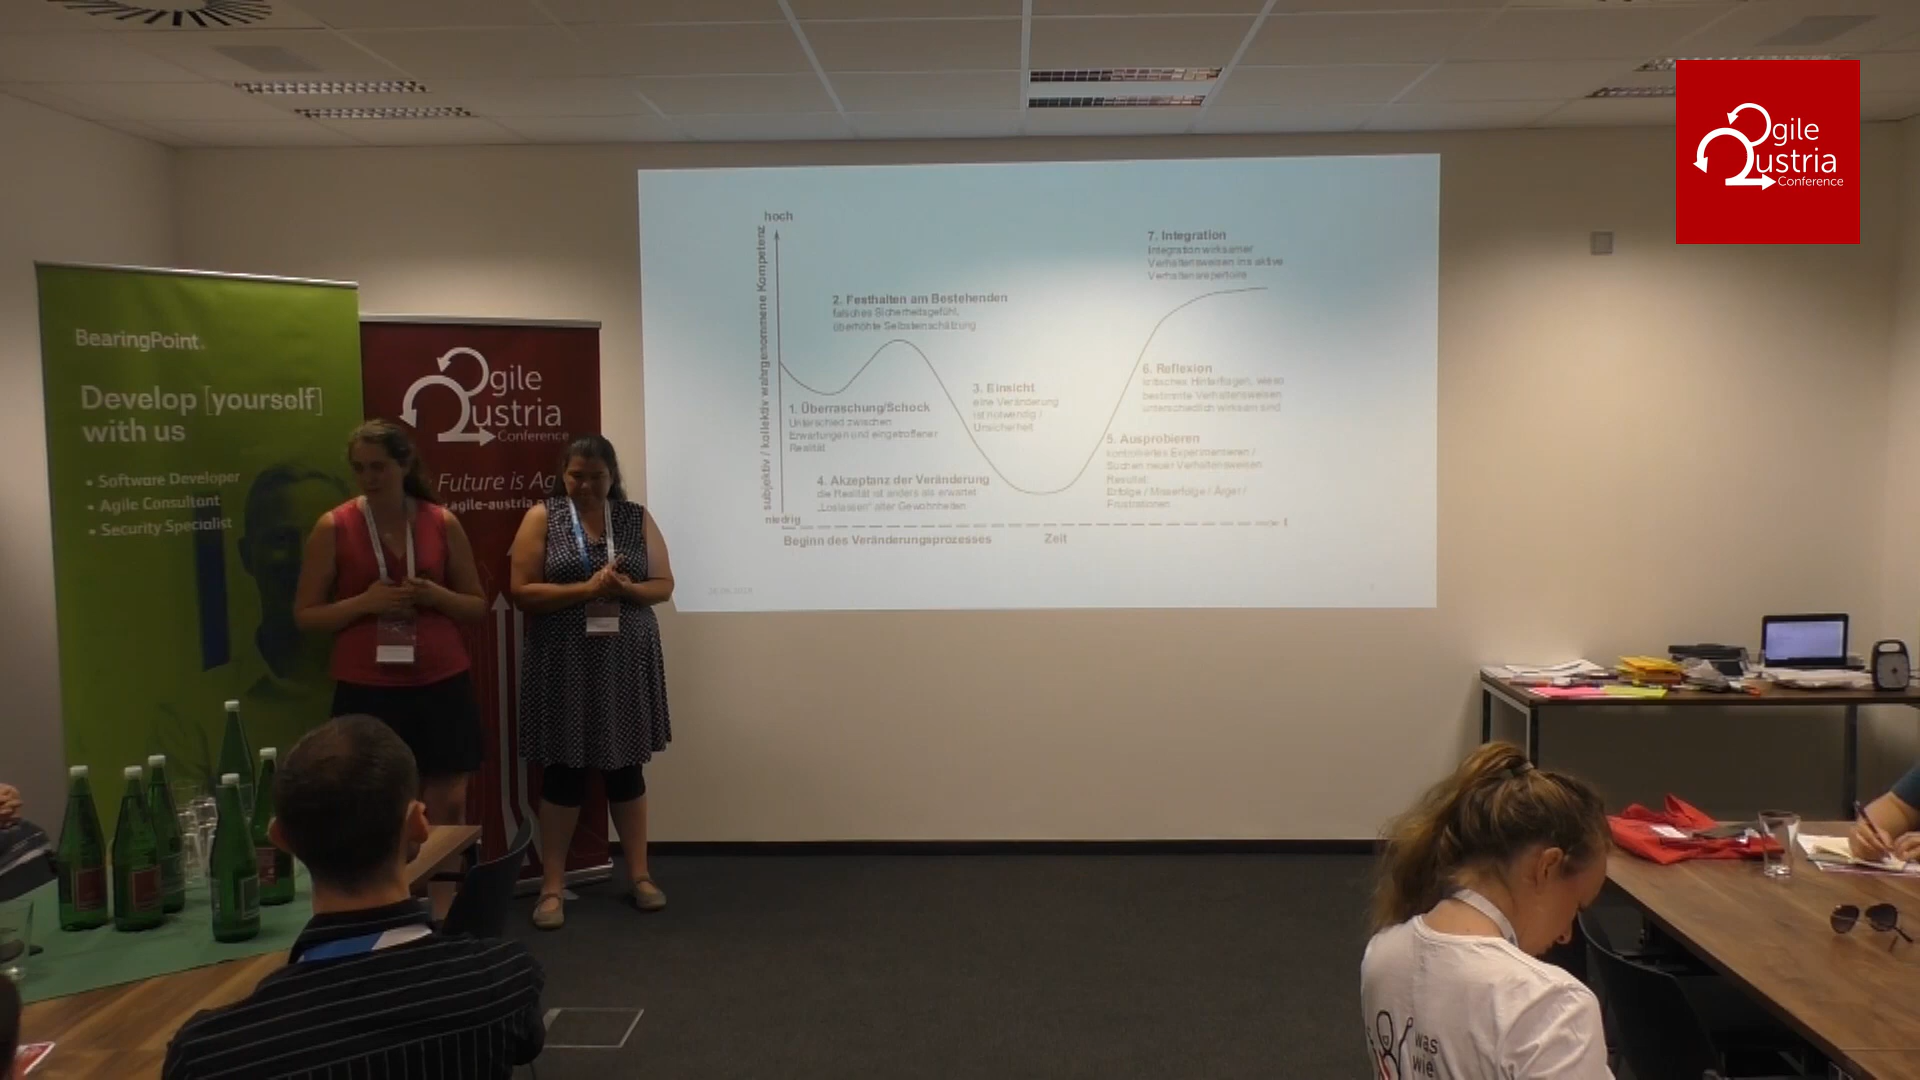 BearingPoint.
Develop [yourself]
with us
• Software Developer
• Agile Consultant
• Security Specialist
agile
austria
Conference
Future is Ag
agile-austria
hoch
subjektiv / kollektiv wahrgenommene Kompetenz
niedrig
1. Überraschung/Schock
Unterschied zwischen
Erwartungen und eingetroffener
Realität
2. Festhalten am Bestehenden
falsches Sicherheitsgefühl,
überhöhte Selbsteinschätzung
3. Einsicht
eine Veränderung
ist notwendig /
Unsicherheit
4. Akzeptanz der Veränderung
die Realität ist anders als erwartet
„Loslassen" alter Gewohnheiten
5. Ausprobieren
kontrolliertes Experimentieren /
Suchen neuer Verhaltensweisen
Resultat:
Erfolge / Misserfolge / Ärger /
Frustrationen
6. Reflexion
kritisches Hinterfragen, wieso
bestimmte Verhaltensweisen
unterschiedlich wirksam sind
7. Integration
Integration wirksamer
Verhaltensweisen ins aktive
Verhaltensrepertoire
t
Beginn des Veränderungsprozesses
Zeit
agile
austria
Conference
was
wie